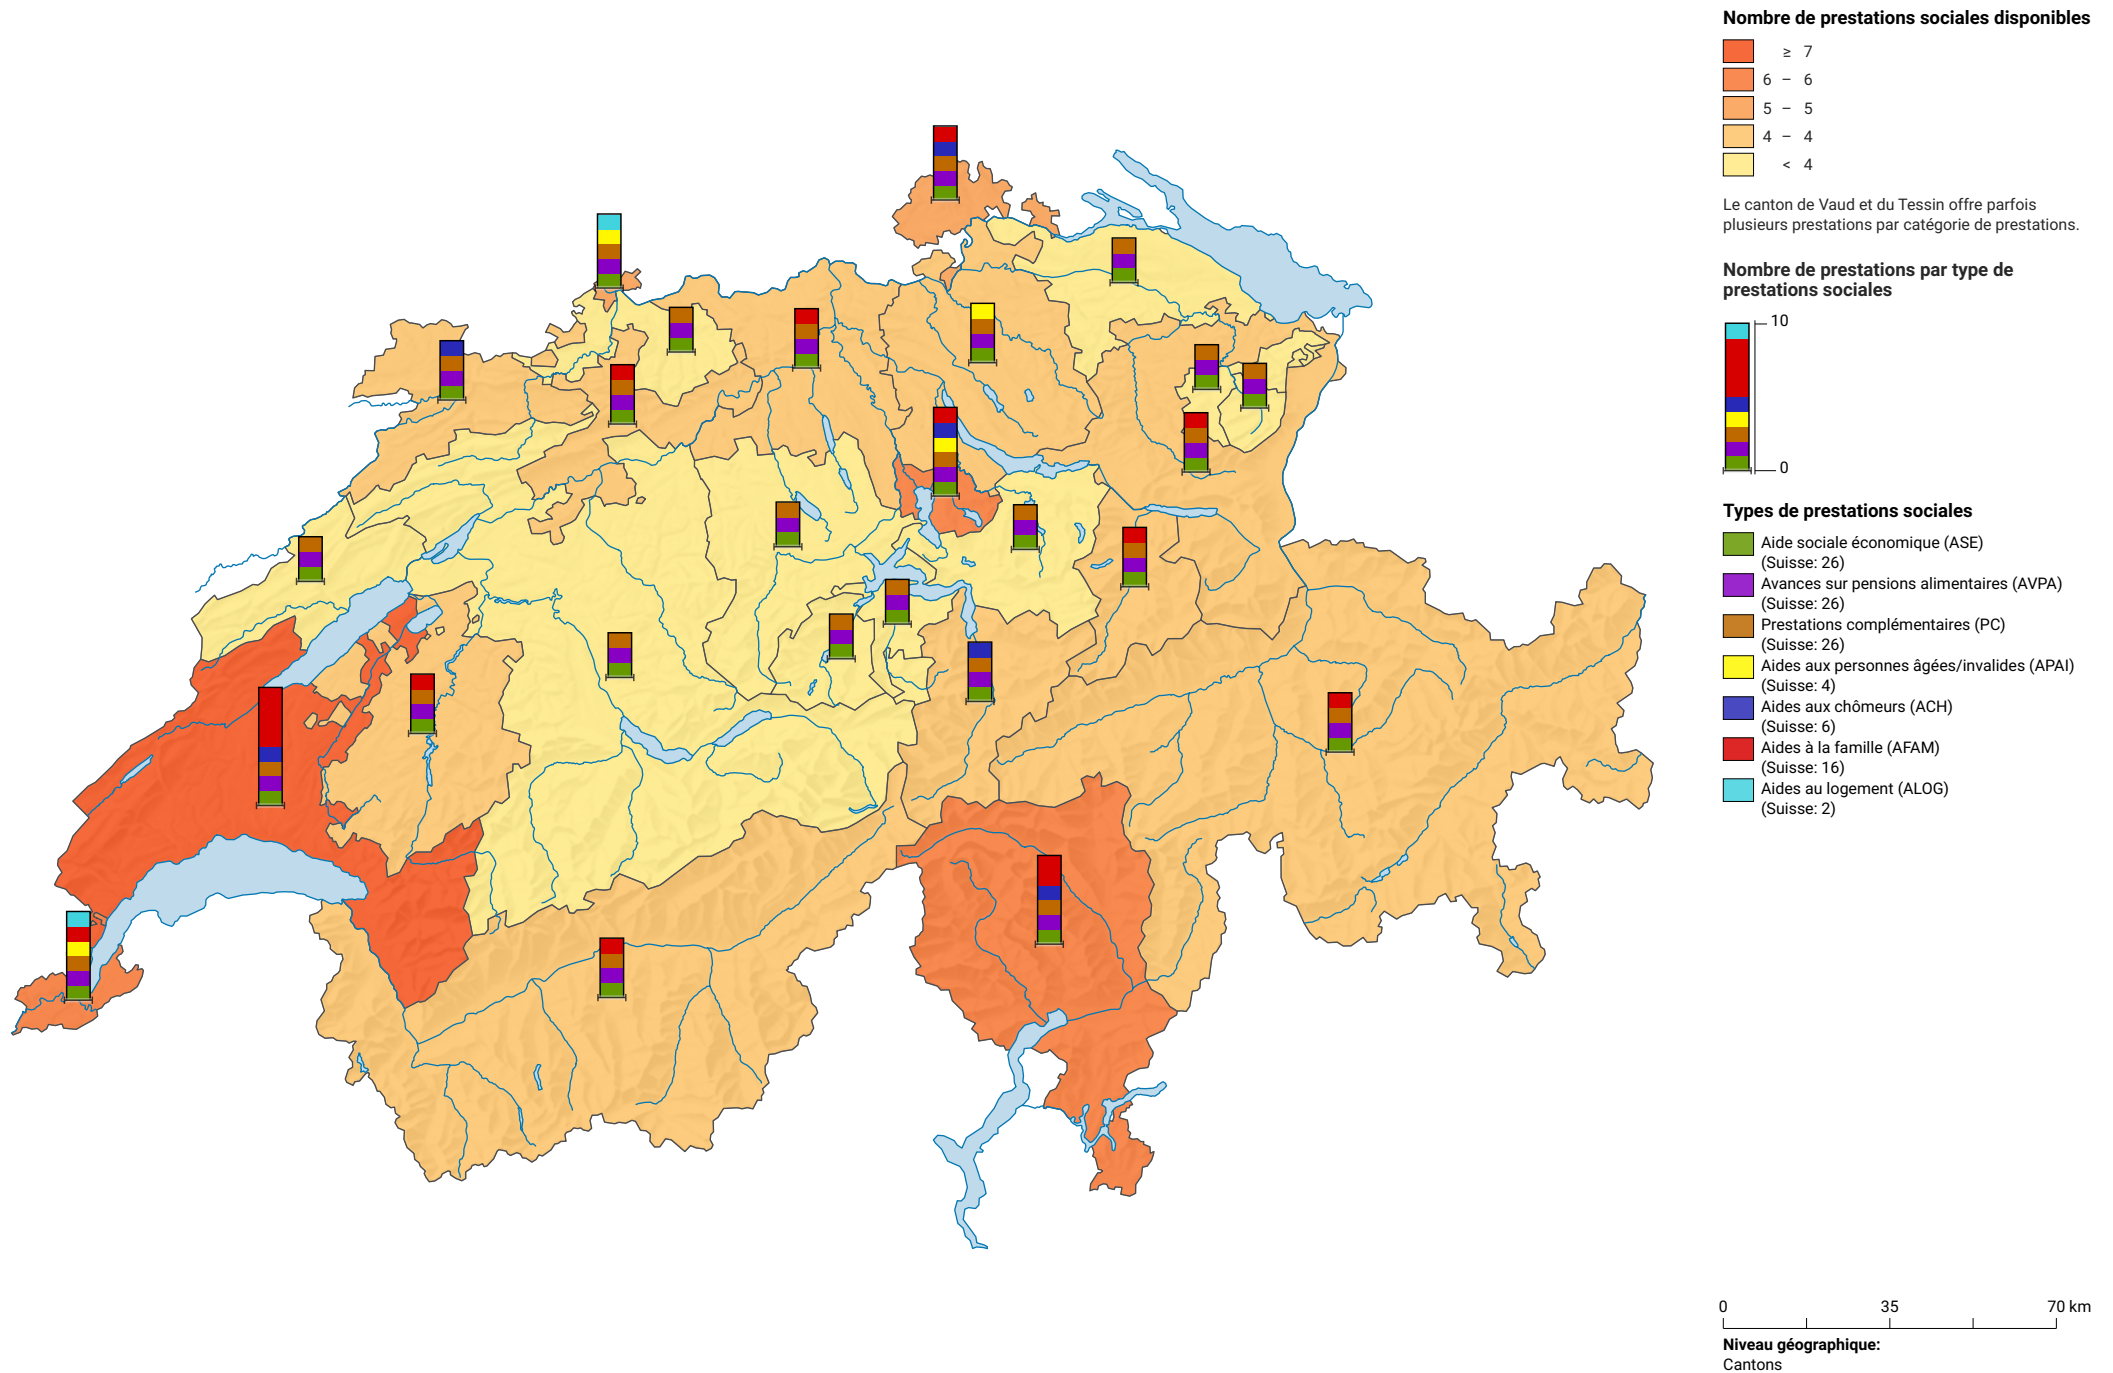 Nombre de prestations sociales disponibles
≥ 7
6 – 6
5 – 5
4 – 4
< 4
Le canton de Vaud et du Tessin offre parfois
plusieurs prestations par catégorie de prestations.
Nombre de prestations par type de
prestations sociales
10
0
Types de prestations sociales
Aide sociale économique (ASE)
(Suisse: 26)
Avances sur pensions alimentaires (AVPA)
(Suisse: 26)
Prestations complémentaires (PC)
(Suisse: 26)
Aides aux personnes âgées/invalides (APAI)
(Suisse: 4)
Aides aux chômeurs (ACH)
(Suisse: 6)
Aides à la famille (AFAM)
(Suisse: 16)
Aides au logement (ALOG)
(Suisse: 2)
0 35 70 km
Niveau géographique:
Cantons